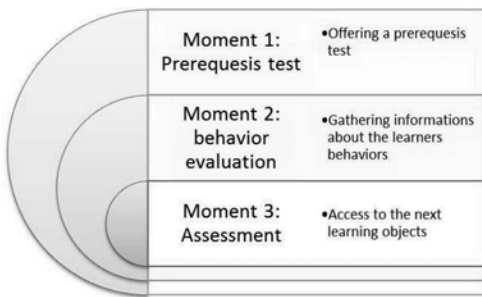 Moment 1:
Prerequesis test
•Offering a prerequesis
test
Moment 2:
behavior
evaluation
•Gathering informations
about the learners
behaviors
Moment 3:
Assessment
•Access to the next
learning objects